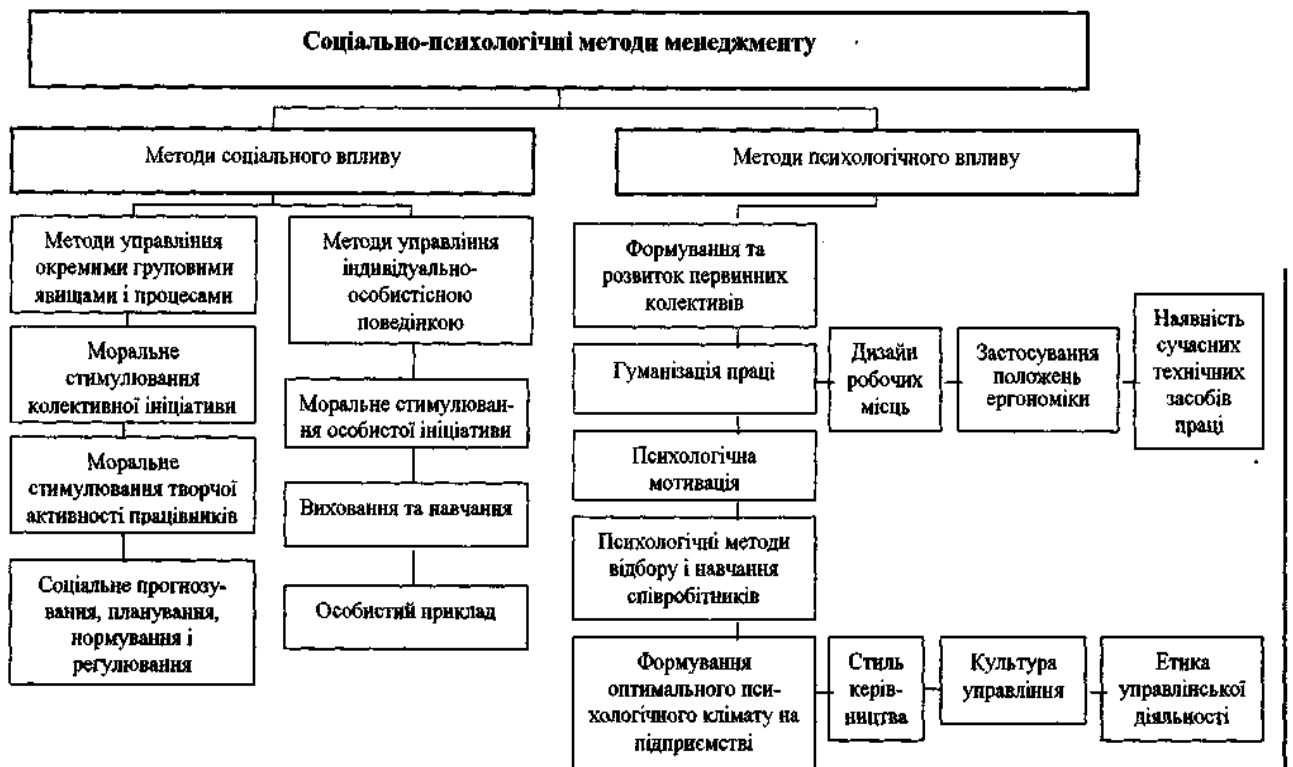 Соціально-психологічні методи менеджменту
Методи соціального впливу
Методи управління
окремими груповими
явищами і процесами
Моральне
стимулювання
колективної ініціативи
Моральне
стимулювання творчої
активності працівників
Соціальне прогнозу-
вання, планування,
нормування і
регулювання
Методи управління
індивідуально-
особистісною
поведінкою
Моральне стимулюван-
ня особистої ініціативи
Виховання та навчання
Особистий приклад
Методи психологічного впливу
Формування та
розвиток первинних
колективів
Гуманізація праці
Дизайн
робочих
місць
Застосування
положень
ергономіки
Наявність
сучасних
технічних
засобів
праці
Психологічна
мотивація
Психологічні методи
відбору і навчання
співробітників
Формування
оптимального пси-
хологічного клімату на
підприємстві
Стиль
керів-
ництва
Культура
управління
Етика
управлінської
діяльності